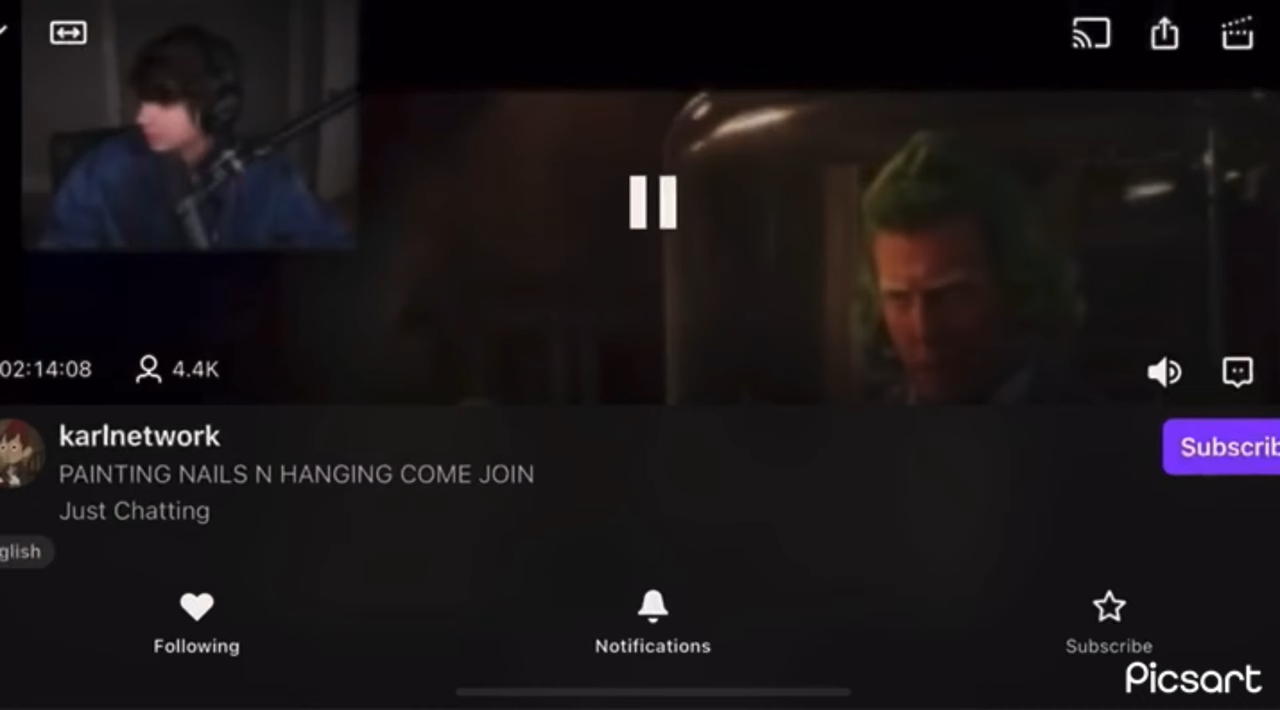 02:14:08
4.4K
karlnetwork
PAINTING NAILS N HANGING COME JOIN
Just Chatting
glish
Subscrib
Following
Notifications
Subscribe
Picsart